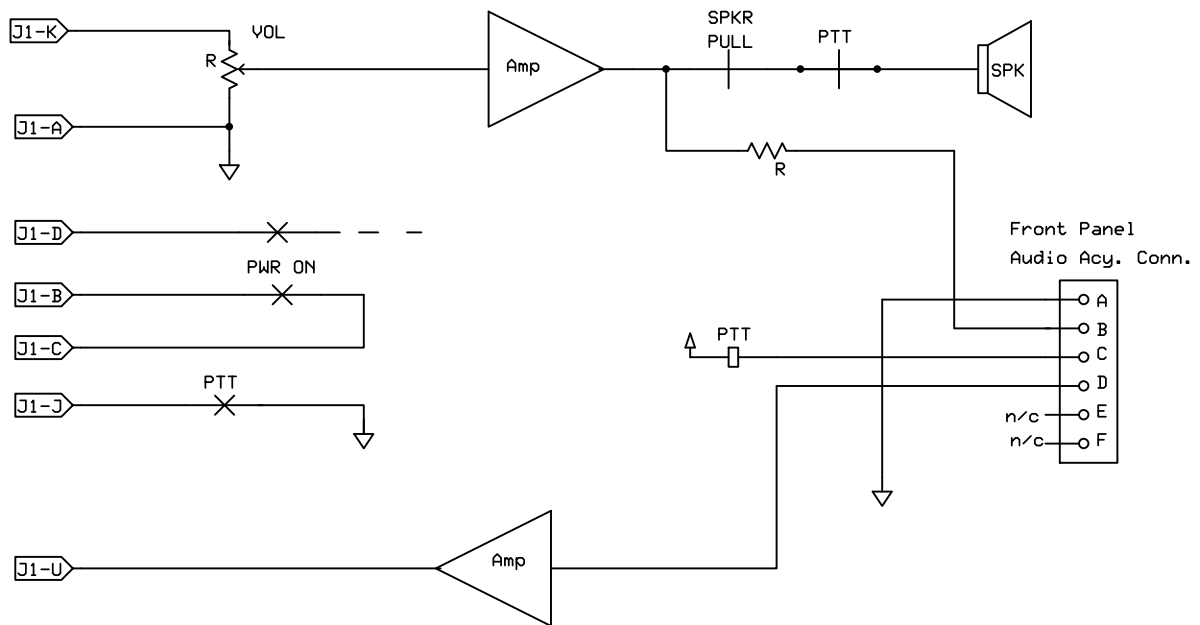 J1-K
VOL
R
J1-A
Amp
SPKR
PULL
PTT
SPK
R
J1-D
PWR ON
J1-B
J1-C
PTT
J1-J
Front Panel
Audio Acy. Conn.
A
B
PTT
C
D
n/c E
n/c F
J1-U
Amp